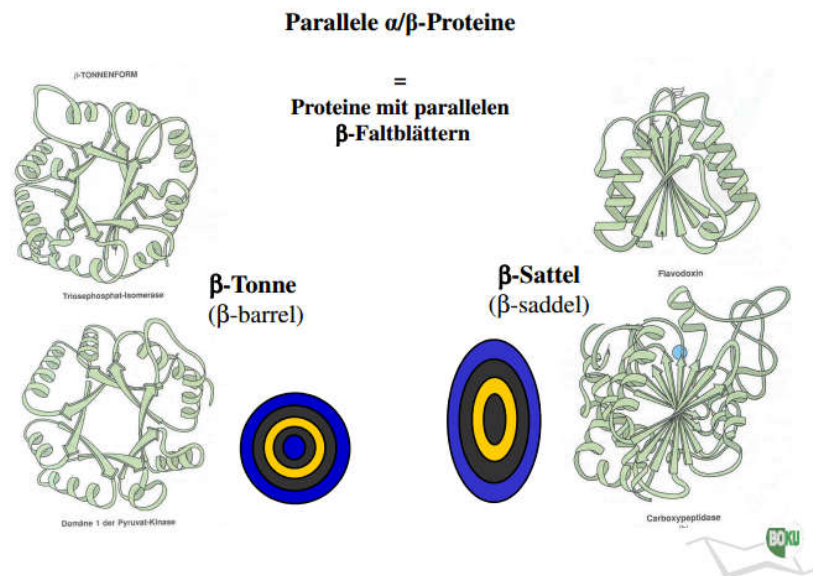 Parallele α/β-Proteine
=
Proteine mit parallelen
β-Faltblättern
β-TONNENFORM
Triosephosphat-Isomerase
β-Tonne
(β-barrel)
Domäne 1 der Pyruvat-Kinase
β-Sattel
(β-saddel)
Flavodoxin
Carboxypeptidase
BOKU